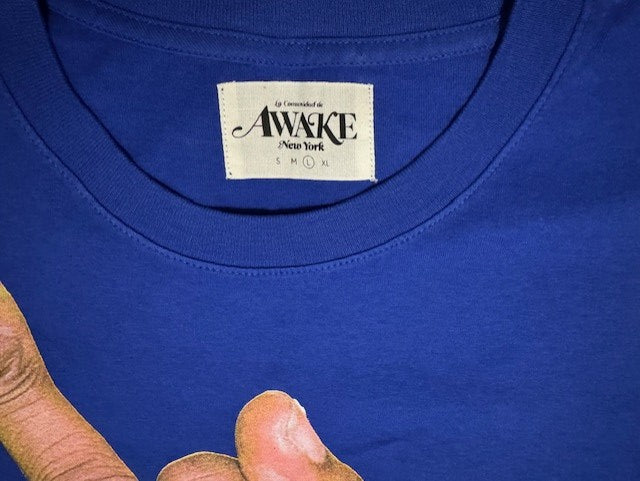 La Comunidad de
AWAKE
New York
S M L XL